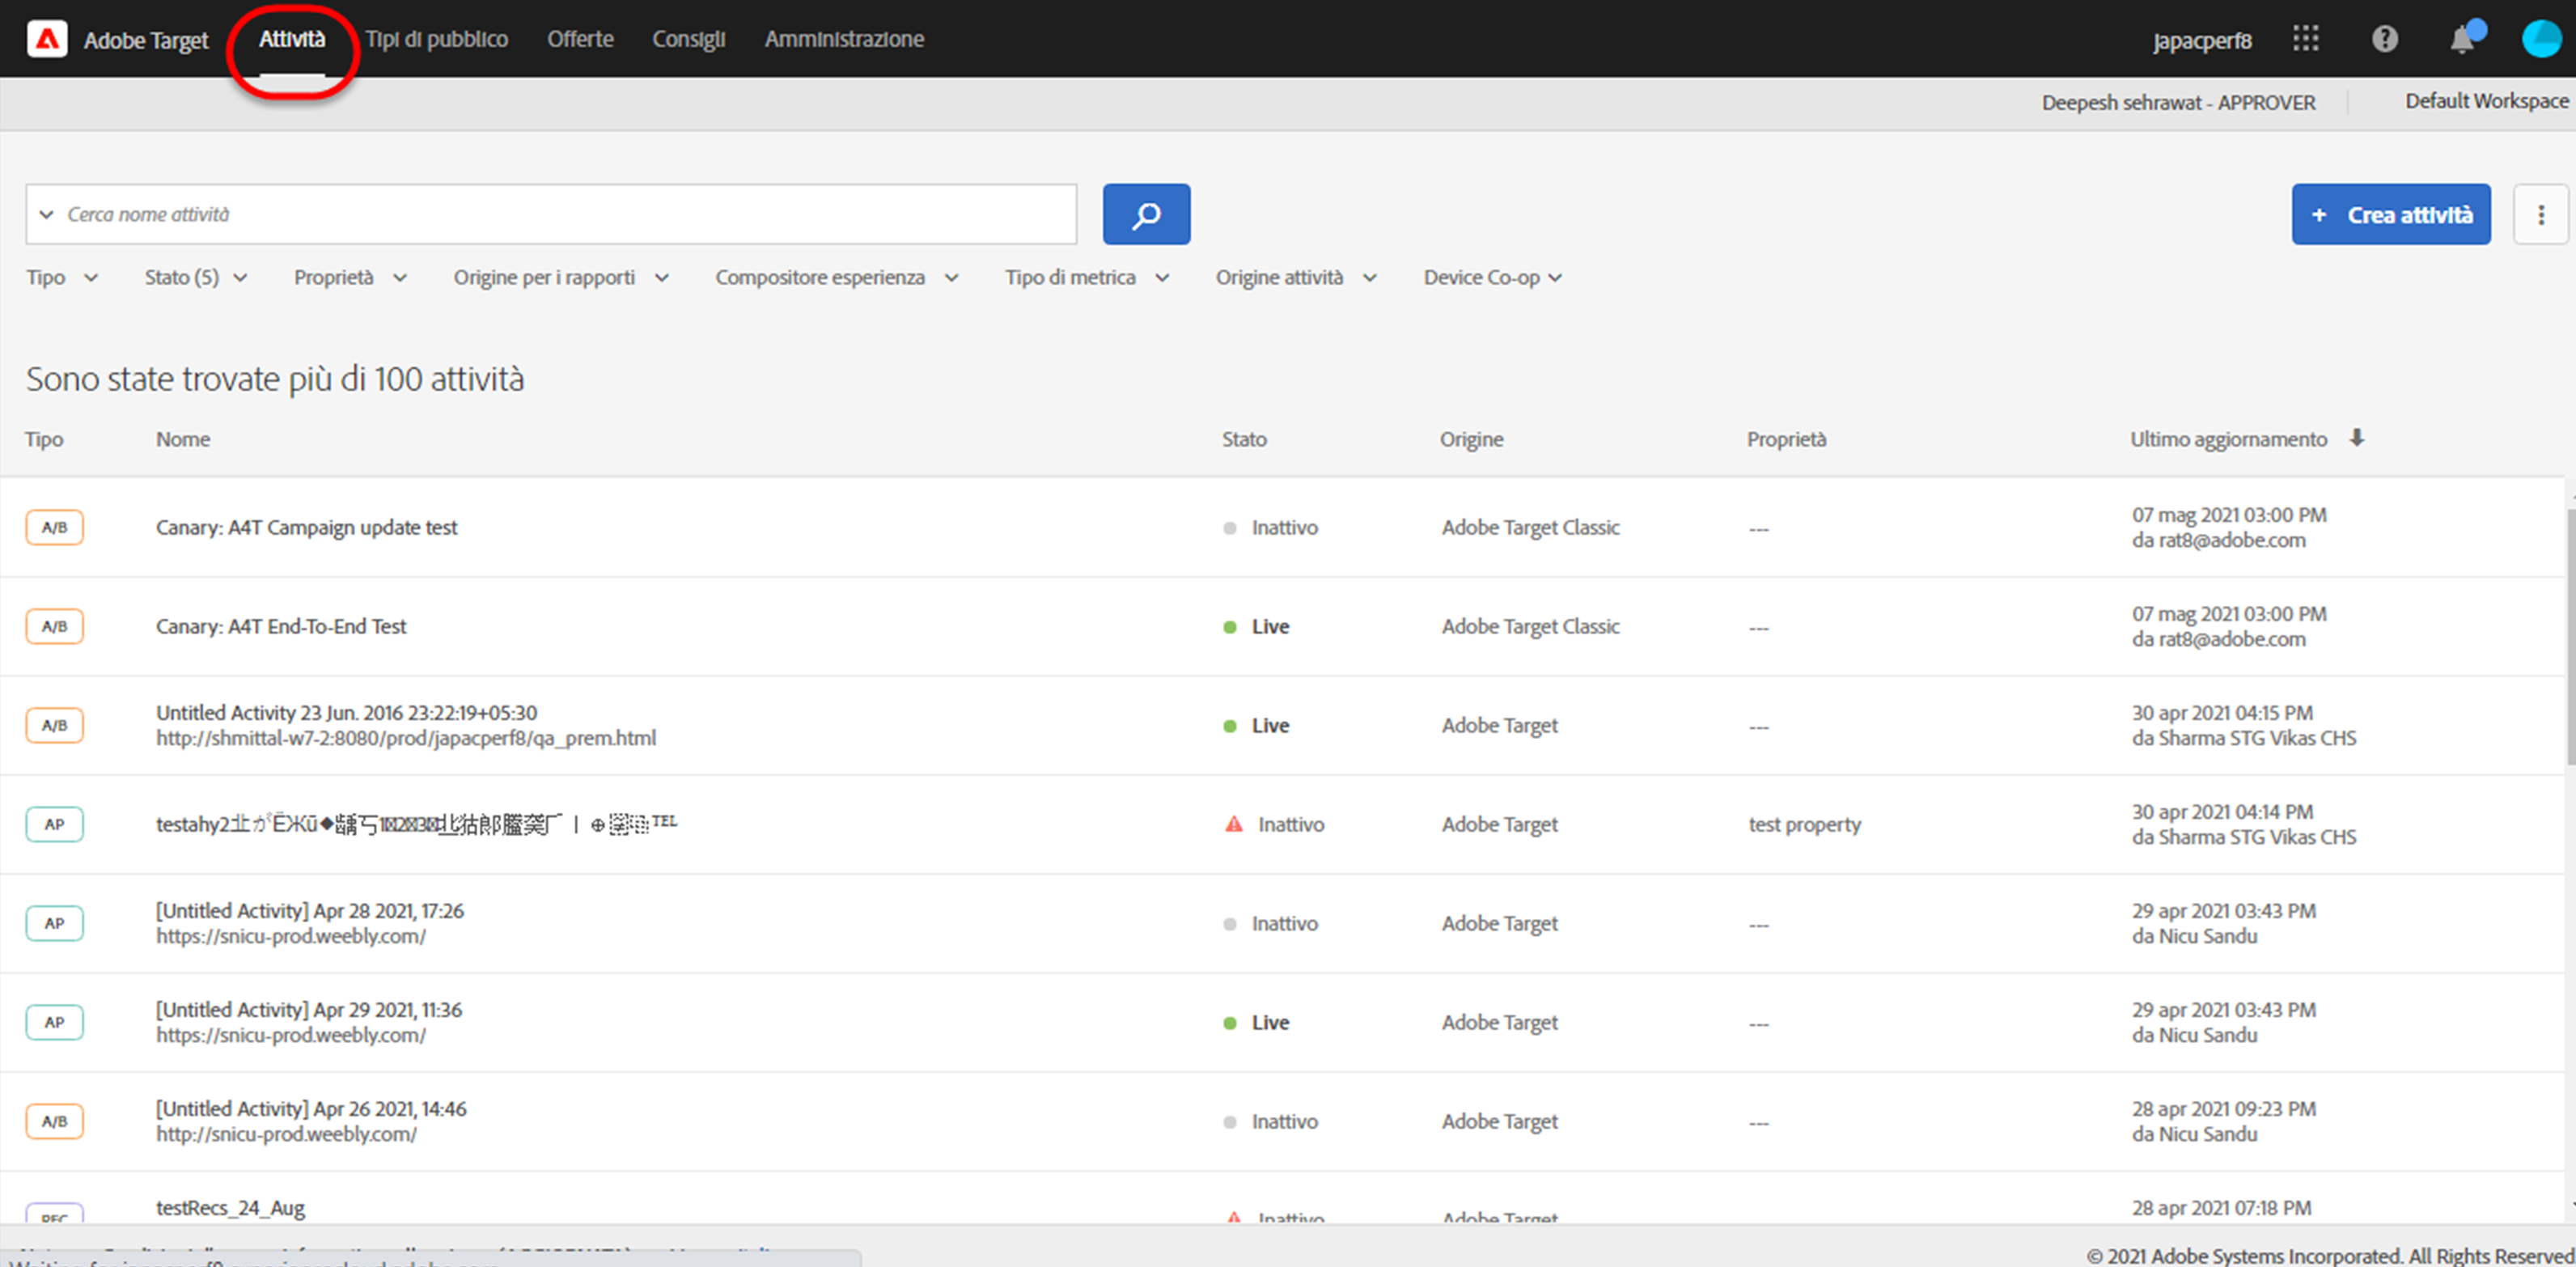 Adobe Target Attività Tipi di pubblico Offerte Consigli Amministrazione Japacperf8
Deepesh sehrawat - APPROVER Default Workspace
Cerca nome attività + Crea attività
Tipo Stato (5) Proprietà Origine per i rapporti Compositore esperienza Tipo di metrica Origine attività Device Co-op
Sono state trovate più di 100 attività
Tipo Nome Stato Origine Proprietà Ultimo aggiornamento
A/B Canary: A4T Campaign update test Inattivo Adobe Target Classic --- 07 mag 2021 03:00 PM
da rat8@adobe.com
A/B Canary: A4T End-To-End Test Live Adobe Target Classic --- 07 mag 2021 03:00 PM
da rat8@adobe.com
A/B Untitled Activity 23 Jun. 2016 23:22:19+05:30 Live Adobe Target --- 30 apr 2021 04:15 PM
http://shmittal-w7-2:8080/prod/japacperf8/qa_prem.html da Sharma STG Vikas CHS
AP Inattivo Adobe Target test property 30 apr 2021 04:14 PM
da Sharma STG Vikas CHS
AP [Untitled Activity] Apr 28 2021, 17:26 Inattivo Adobe Target --- 29 apr 2021 03:43 PM
https://snicu-prod.weebly.com/ da Nicu Sandu
AP [Untitled Activity] Apr 29 2021, 11:36 Live Adobe Target --- 29 apr 2021 03:43 PM
https://snicu-prod.weebly.com/ da Nicu Sandu
A/B [Untitled Activity] Apr 26 2021, 14:46 Inattivo Adobe Target --- 28 apr 2021 09:23 PM
http://snicu-prod.weebly.com/ da Nicu Sandu
testRecs_24_Aug 28 apr 2021 07:18 PM
REC Inattivo Adobe Target
© 2021 Adobe Systems Incorporated. All Rights Reserved